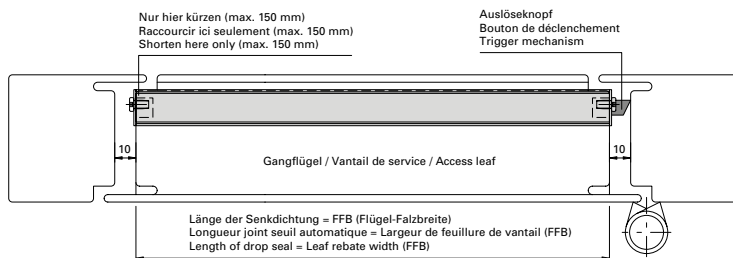 Nur hier kürzen (max. 150 mm)
Raccourcir ici seulement (max. 150 mm)
Shorten here only (max. 150 mm)
Auslöseknopf
Bouton de déclenchement
Trigger mechanism
10
Gangflügel / Vantail de service / Access leaf
10
Länge der Senkdichtung = FFB (Flügel-Falzbreite)
Longueur joint seuil automatique = Largeur de feuillure de vantail (FFB)
Length of drop seal = Leaf rebate width (FFB)